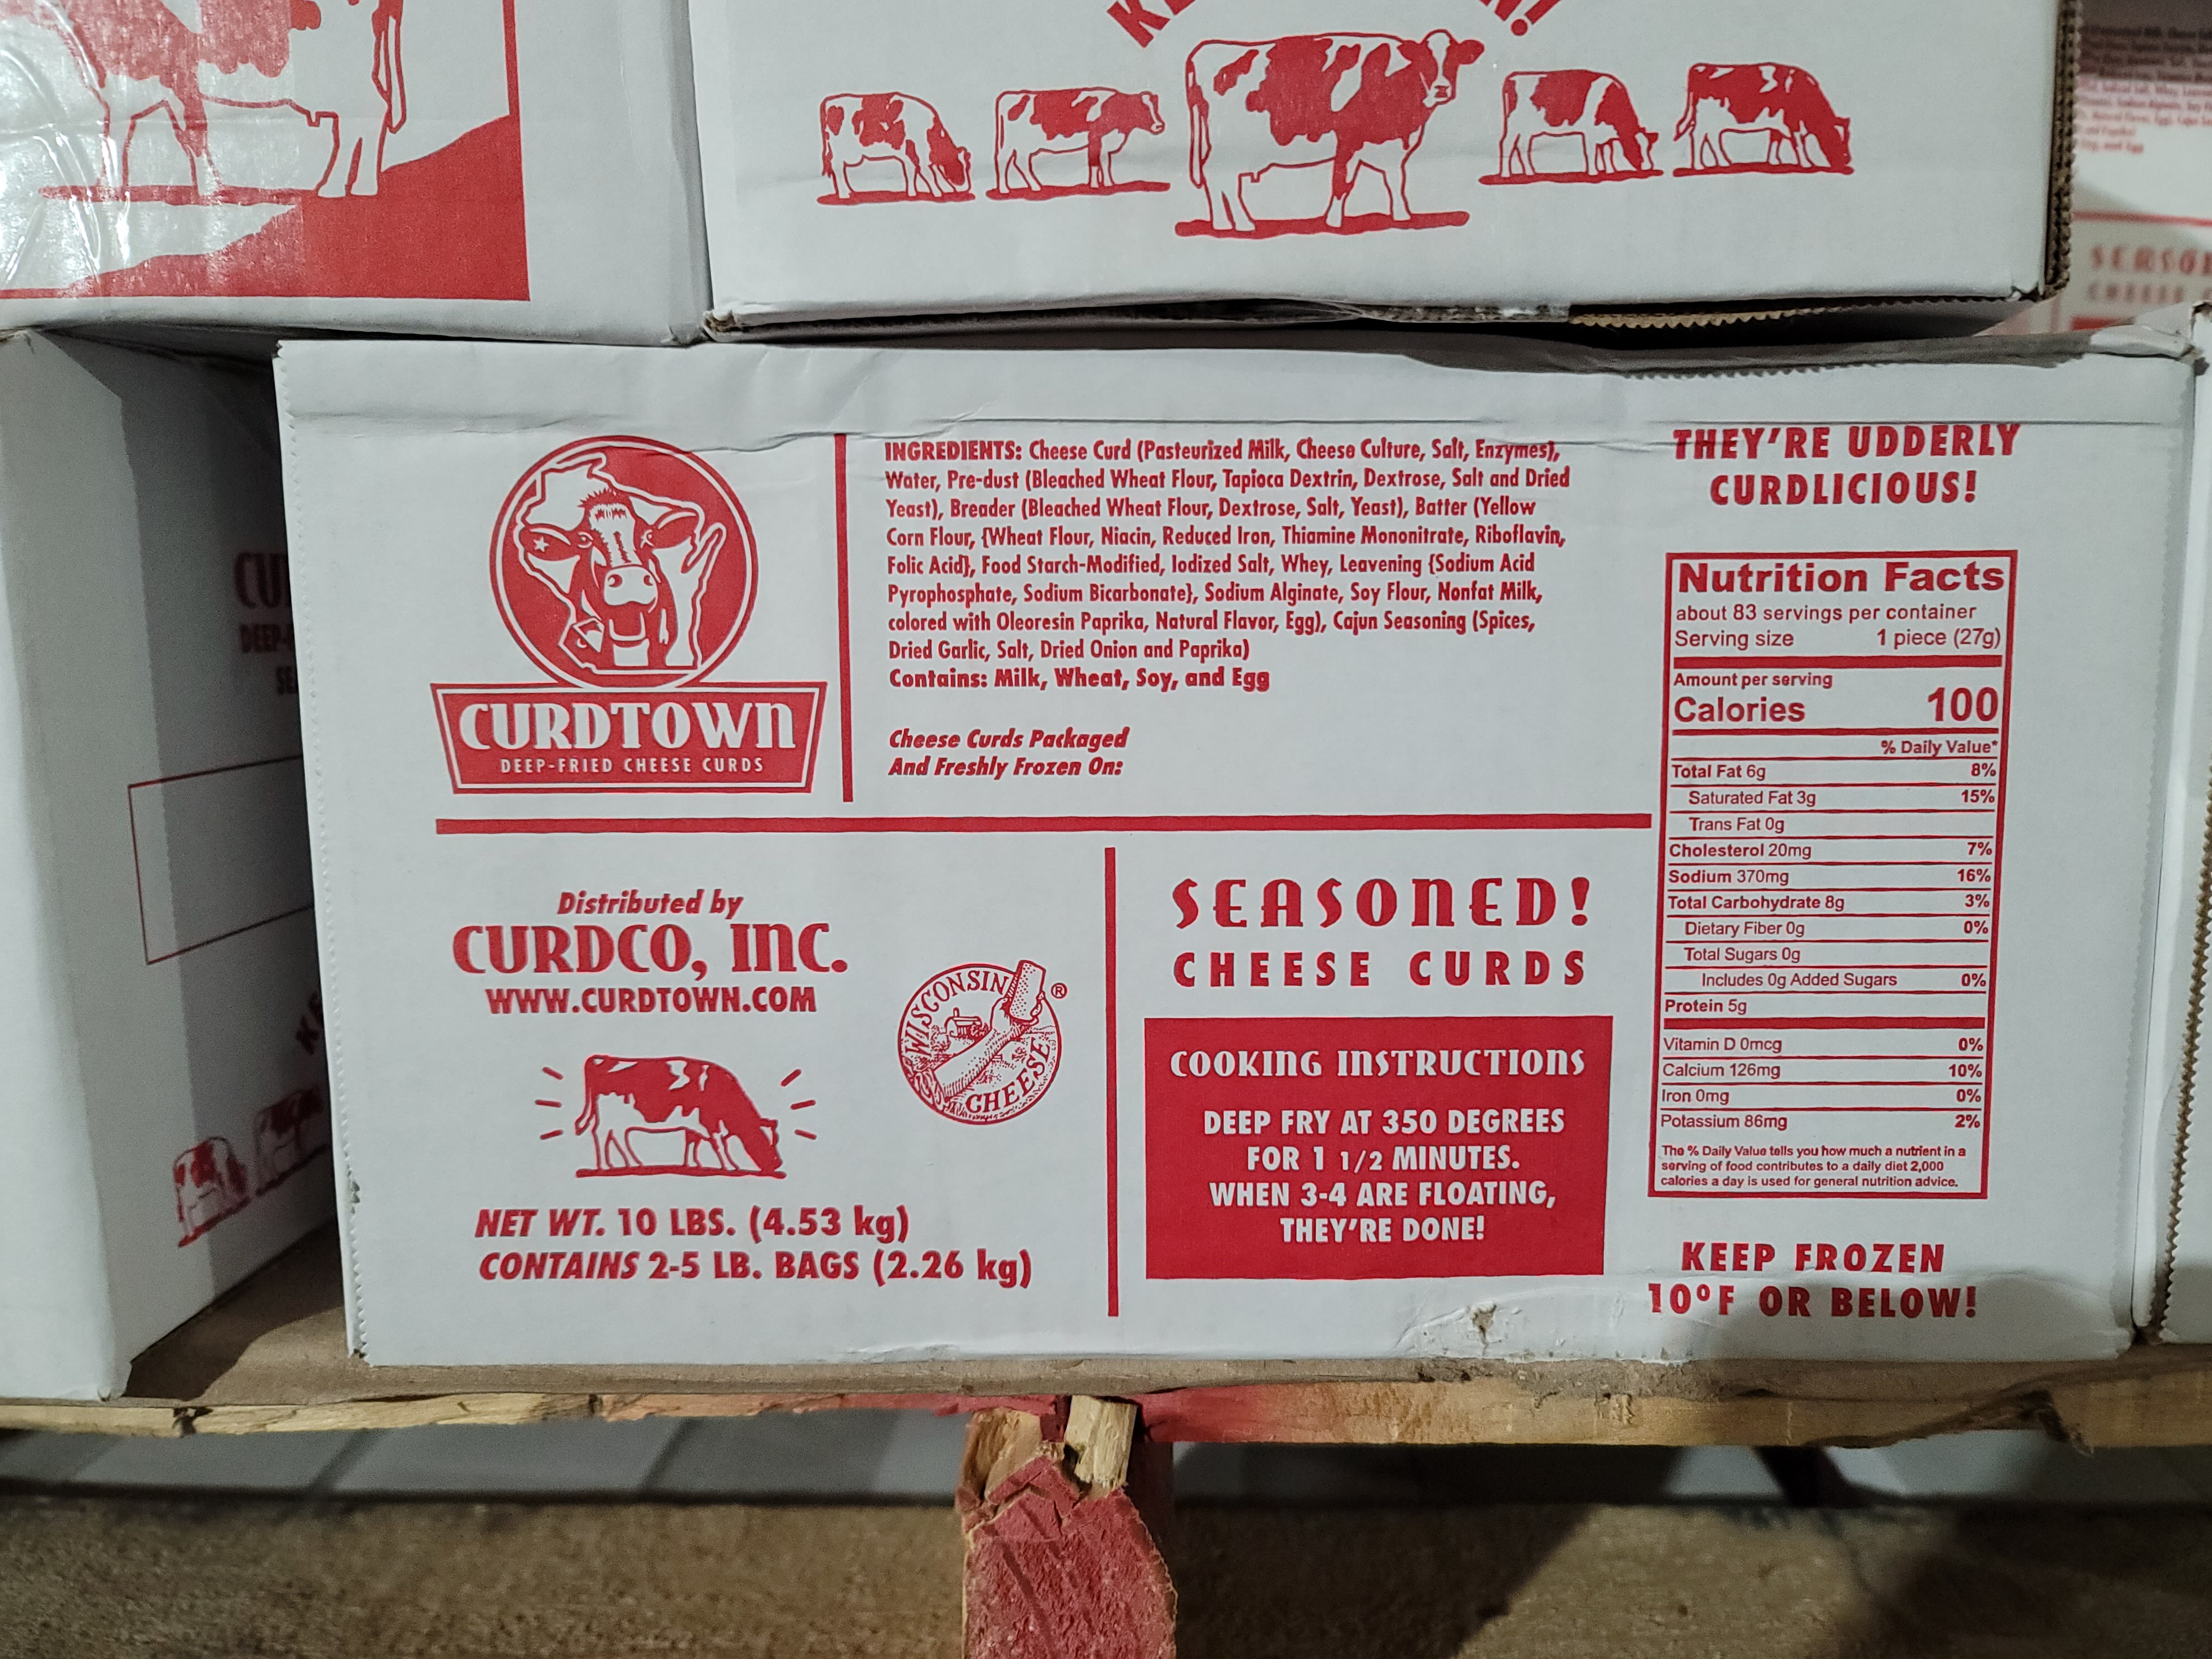 INGREDIENTS: Cheese Curd (Pasteurized Milk, Cheese Culture, Salt, Enzymes),
Water, Pre-dust (Bleached Wheat Flour, Tapioca Dextrin, Dextrose, Salt and Dried
Yeast), Breader (Bleached Wheat Flour, Dextrose, Salt, Yeast), Batter (Yellow
Corn Flour, {Wheat Flour, Niacin, Reduced Iron, Thiamine Mononitrate, Riboflavin,
Folic Acid}, Food Starch-Modified, Iodized Salt, Whey, Leavening {Sodium Acid
Pyrophosphate, Sodium Bicarbonate}, Sodium Alginate, Soy Flour, Nonfat Milk,
colored with Oleoresin Paprika, Natural Flavor, Egg), Cajun Seasoning (Spices,
Dried Garlic, Salt, Dried Onion and Paprika)
Contains: Milk, Wheat, Soy, and Egg
Cheese Curds Packaged
And Freshly Frozen On:
CURDTOWN
DEEP-FRIED CHEESE CURDS
Distributed by
CURDCO, INC.
WWW.CURDTOWN.COM
WISCONSIN
CHEESE
®
NET WT. 10 LBS. (4.53 kg)
CONTAINS 2-5 LB. BAGS (2.26 kg)
SEASONED!
CHEESE CURDS
COOKING INSTRUCTIONS
DEEP FRY AT 350 DEGREES
FOR 1 1/2 MINUTES.
WHEN 3-4 ARE FLOATING,
THEY'RE DONE!
THEY'RE UDDERLY
CURDLICIOUS!
Nutrition Facts
about 83 servings per container
Serving size 1 piece (27g)
Amount per serving
Calories 100
% Daily Value*
Total Fat 6g 8%
Saturated Fat 3g 15%
Trans Fat 0g
Cholesterol 20mg 7%
Sodium 370mg 16%
Total Carbohydrate 8g 3%
Dietary Fiber 0g 0%
Total Sugars 0g
Includes 0g Added Sugars 0%
Protein 5g
Vitamin D 0mcg 0%
Calcium 126mg 10%
Iron 0mg 0%
Potassium 86mg 2%
The % Daily Value tells you how much a nutrient in a
serving of food contributes to a daily diet 2,000
calories a day is used for general nutrition advice.
KEEP FROZEN
10°F OR BELOW!